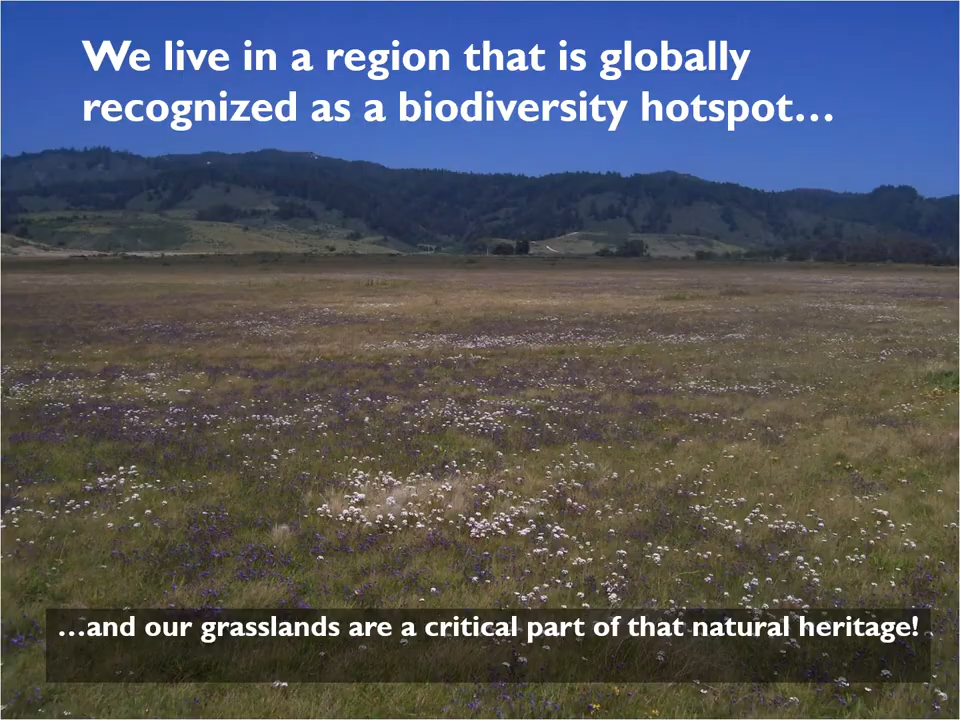 We live in a region that is globally
recognized as a biodiversity hotspot…
…and our grasslands are a critical part of that natural heritage!